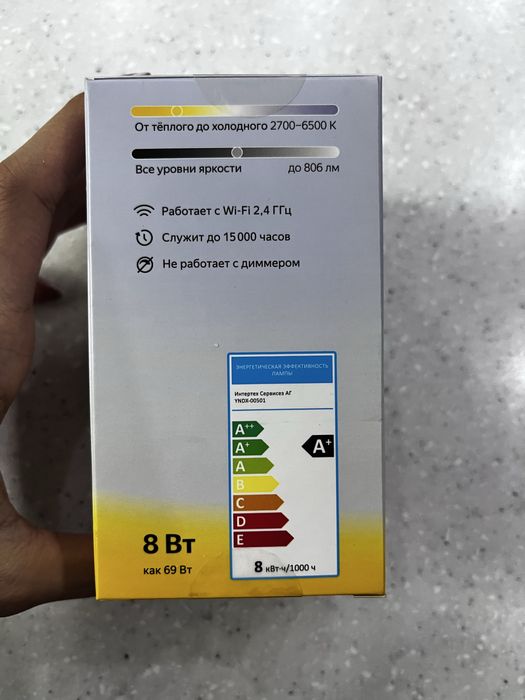 От тёплого до холодного 2700–6500 К
Все уровни яркости до 806 лм
Работает с Wi-Fi 2,4 ГГц
Служит до 15 000 часов
Не работает с диммером
ЭНЕРГЕТИЧЕСКАЯ ЭФФЕКТИВНОСТЬ
ЛАМПЫ
Интертех Сервисез АГ
YNDX-00501
A++
A+
A+
A
B
C
D
E
8 кВт·ч/1000 ч
8 Вт
как 69 Вт